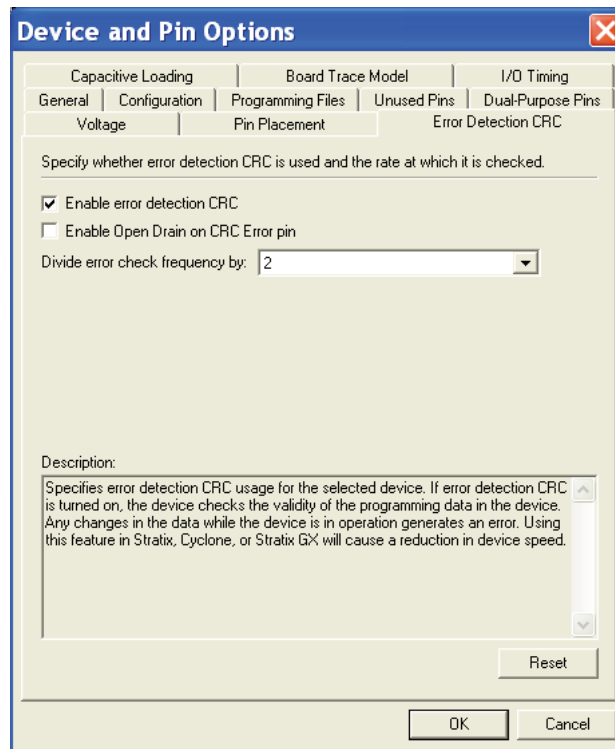 Device and Pin Options
Capacitive Loading
Board Trace Model
I/O Timing
General
Configuration
Programming Files
Unused Pins
Dual-Purpose Pins
Voltage
Pin Placement
Error Detection CRC
Specify whether error detection CRC is used and the rate at which it is checked.
Enable error detection CRC
Enable Open Drain on CRC Error pin
Divide error check frequency by: 2
Description:
Specifies error detection CRC usage for the selected device. If error detection CRC
is turned on, the device checks the validity of the programming data in the device.
Any changes in the data while the device is in operation generates an error. Using
this feature in Stratix, Cyclone, or Stratix GX will cause a reduction in device speed.
Reset
OK
Cancel